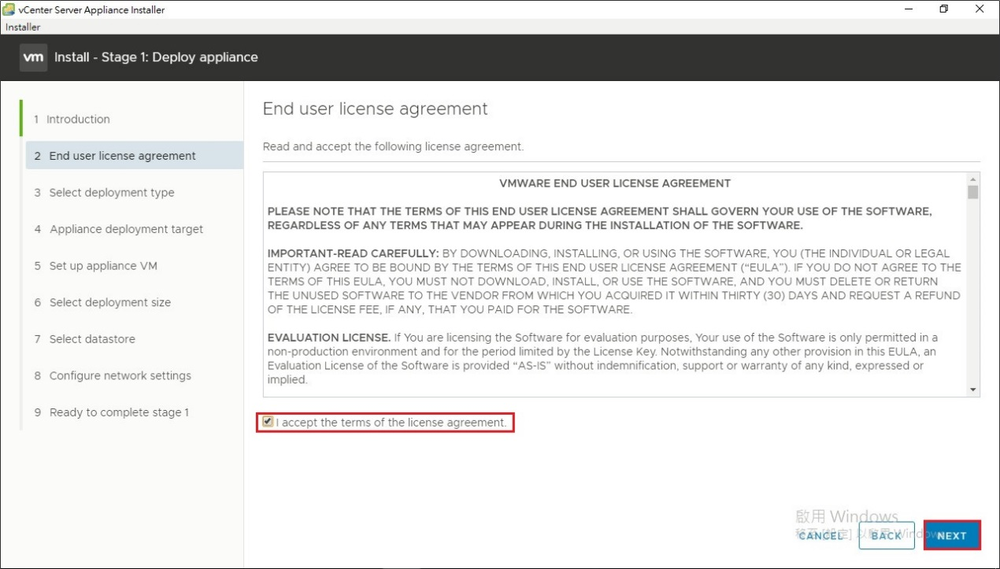 vCenter Server Appliance Installer
Installer
vm Install - Stage 1: Deploy appliance
1 Introduction
2 End user license agreement
3 Select deployment type
4 Appliance deployment target
5 Set up appliance VM
6 Select deployment size
7 Select datastore
8 Configure network settings
9 Ready to complete stage 1
End user license agreement
Read and accept the following license agreement.
VMWARE END USER LICENSE AGREEMENT
PLEASE NOTE THAT THE TERMS OF THIS END USER LICENSE AGREEMENT SHALL GOVERN YOUR USE OF THE SOFTWARE,
REGARDLESS OF ANY TERMS THAT MAY APPEAR DURING THE INSTALLATION OF THE SOFTWARE.
IMPORTANT-READ CAREFULLY: BY DOWNLOADING, INSTALLING, OR USING THE SOFTWARE, YOU (THE INDIVIDUAL OR LEGAL
ENTITY) AGREE TO BE BOUND BY THE TERMS OF THIS END USER LICENSE AGREEMENT (“EULA”). IF YOU DO NOT AGREE TO THE
TERMS OF THIS EULA, YOU MUST NOT DOWNLOAD, INSTALL, OR USE THE SOFTWARE, AND YOU MUST DELETE OR RETURN
THE UNUSED SOFTWARE TO THE VENDOR FROM WHICH YOU ACQUIRED IT WITHIN THIRTY (30) DAYS AND REQUEST A REFUND
OF THE LICENSE FEE, IF ANY, THAT YOU PAID FOR THE SOFTWARE.
EVALUATION LICENSE. If You are licensing the Software for evaluation purposes, Your use of the Software is only permitted in a
non-production environment and for the period limited by the License Key. Notwithstanding any other provision in this EULA, an
Evaluation License of the Software is provided “AS-IS” without indemnification, support or warranty of any kind, expressed or
implied.
I accept the terms of the license agreement.
啟用 Windows
CANCEL BACK NEXT